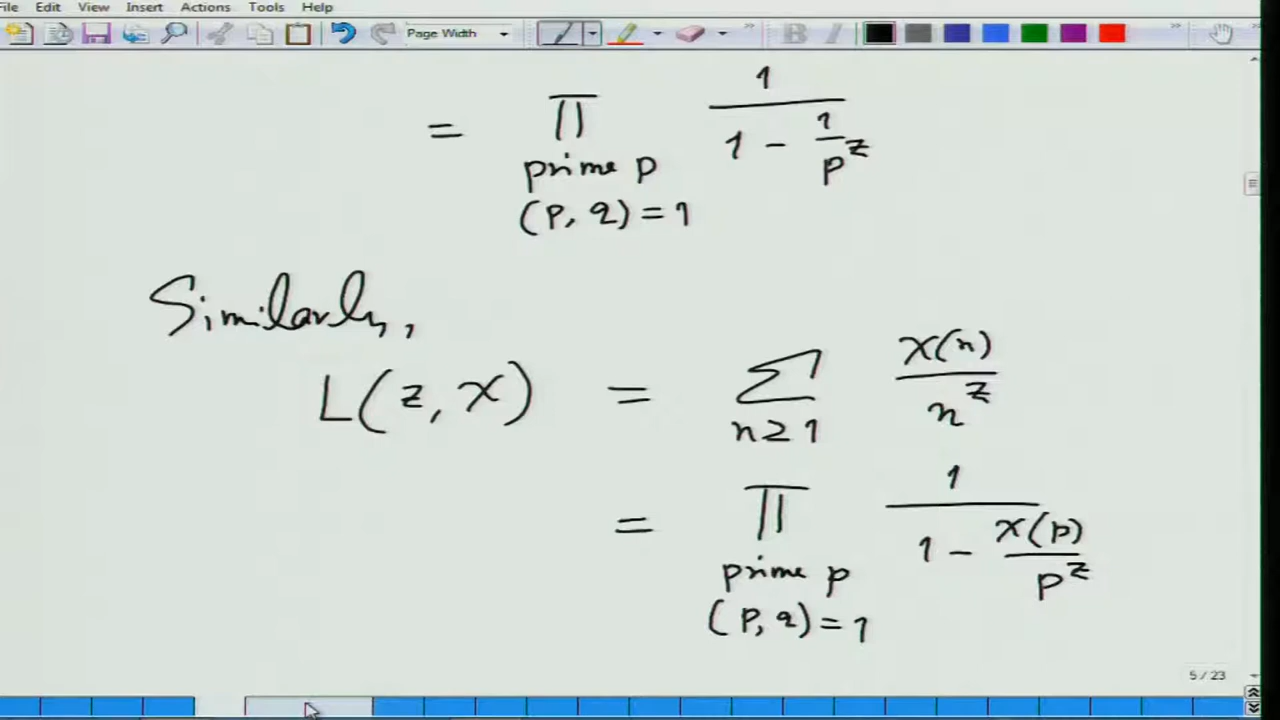 File Edit View Insert Actions Tools Help
Page Width
= ∏ 1 / (1 - 1/p^z)
prime p
(p, q) = 1
Similarly,
L(z, χ) = ∑ χ(n) / n^z
n ≥ 1
= ∏ 1 / (1 - χ(p)/p^z)
prime p
(p, q) = 1
5 / 23